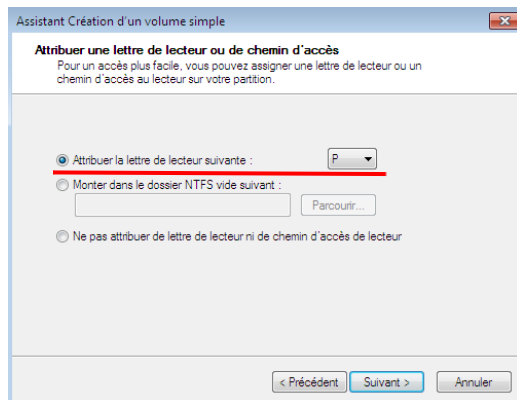 Assistant Création d'un volume simple
Attribuer une lettre de lecteur ou de chemin d'accès
Pour un accès plus facile, vous pouvez assigner une lettre de lecteur ou un
chemin d'accès au lecteur sur votre partition.
Attribuer la lettre de lecteur suivante : P
Monter dans le dossier NTFS vide suivant :
Parcourir...
Ne pas attribuer de lettre de lecteur ni de chemin d'accès de lecteur
< Précédent Suivant > Annuler